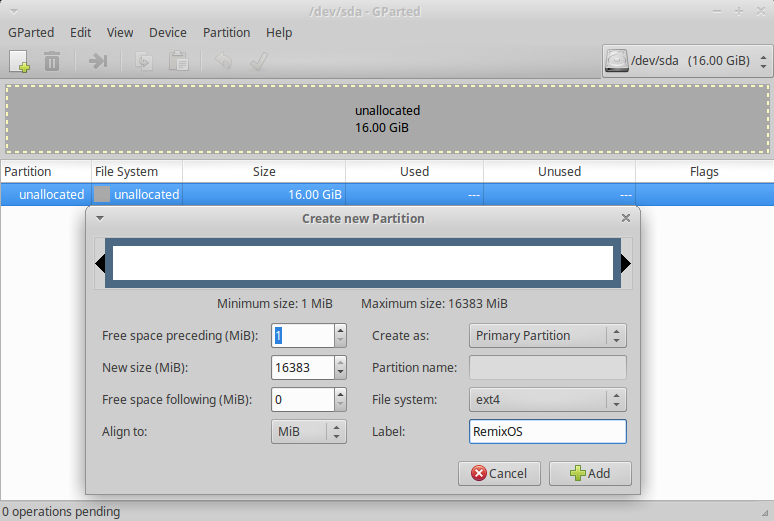 /dev/sda - GParted
GParted Edit View Device Partition Help
/dev/sda (16.00 GiB)
unallocated
16.00 GiB
Partition File System Size Used Unused Flags
unallocated unallocated 16.00 GiB --- ---
Create new Partition
Minimum size: 1 MiB Maximum size: 16383 MiB
Free space preceding (MiB): 1 Create as: Primary Partition
New size (MiB): 16383 Partition name:
Free space following (MiB): 0 File system: ext4
Align to: MiB Label: RemixOS
Cancel Add
0 operations pending